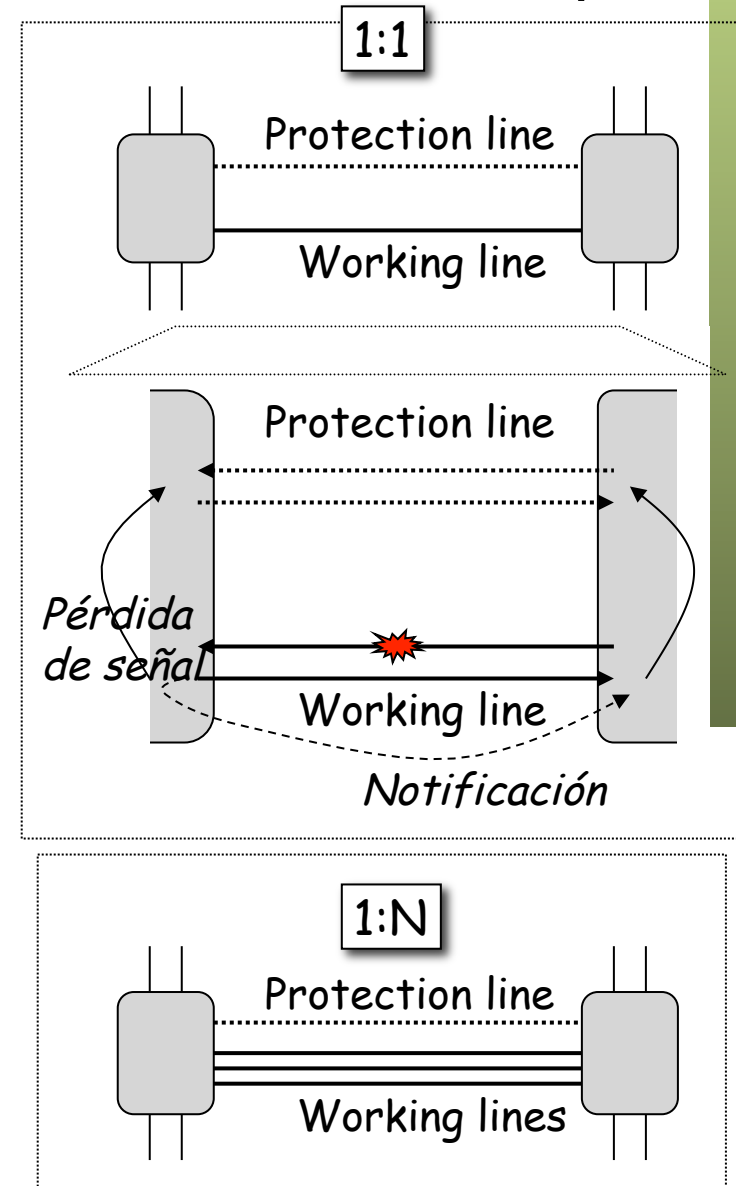 1:1
Protection line
Working line
Protection line
Pérdida
de señal
Working line
Notificación
1:N
Protection line
Working lines